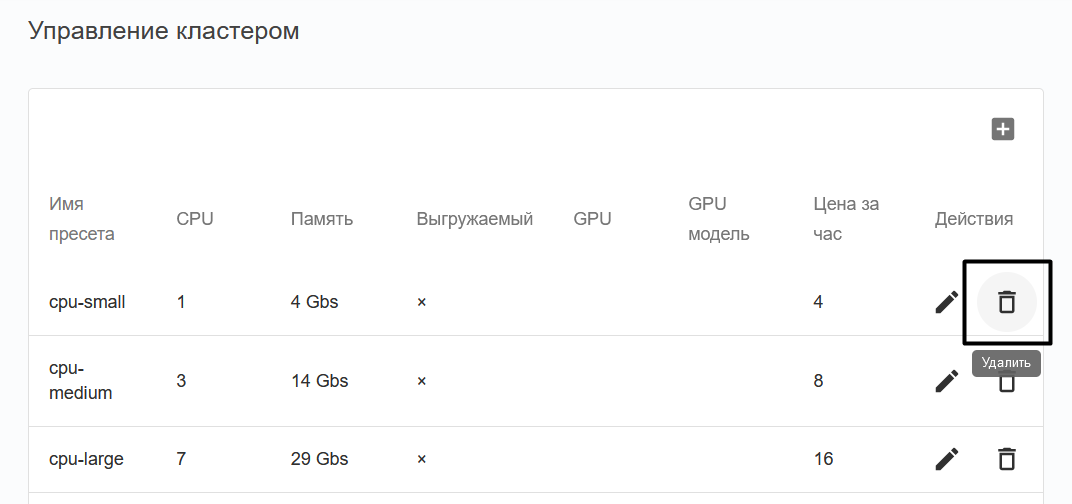 Управление кластером
Имя пресета CPU Память Выгружаемый GPU GPU модель Цена за час Действия
cpu-small 1 4 Gbs × 4
Удалить
cpu-medium 3 14 Gbs × 8
cpu-large 7 29 Gbs × 16